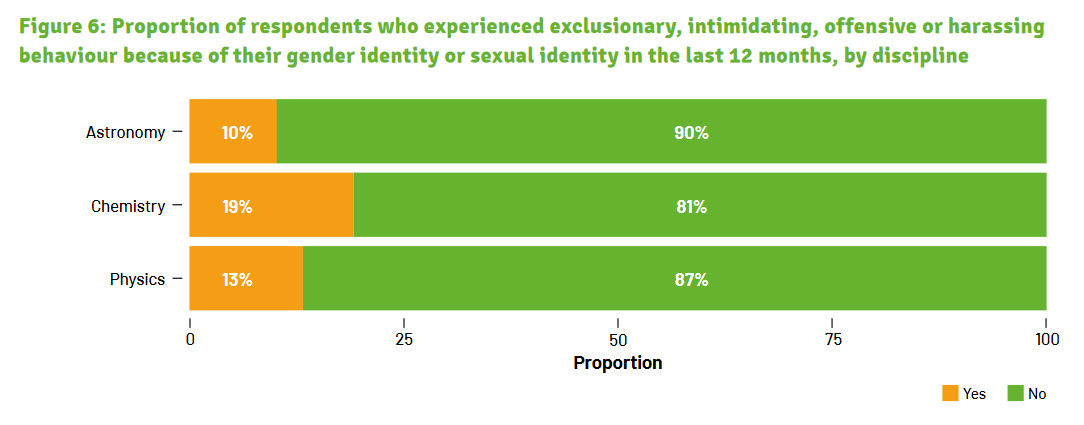 Figure 6: Proportion of respondents who experienced exclusionary, intimidating, offensive or harassing
behaviour because of their gender identity or sexual identity in the last 12 months, by discipline
Astronomy 10% 90%
Chemistry 19% 81%
Physics 13% 87%
0 25 50 75 100
Proportion
Yes No